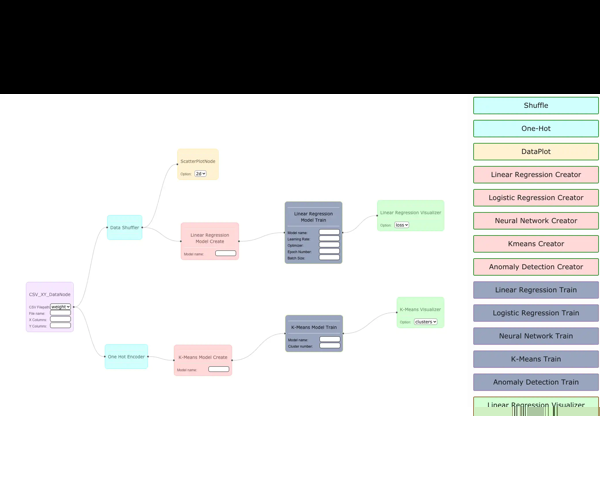 ScatterPlotNode
Option: 2d
Data Shuffler
Linear Regression
Model Create
Model name:
Linear Regression
Model Train
Model name:
Learning Rate:
Optimizer:
Epoch Number:
Batch Size:
Linear Regression Visualizer
Option: loss
CSV_XY_DataNode
CSV Filepath weight
File name:
X Columns:
Y Columns:
One Hot Encoder
K-Means Model Create
Model name:
K-Means Model Train
Model name:
Cluster number:
K-Means Visualizer
Option: clusters
Shuffle
One-Hot
DataPlot
Linear Regression Creator
Logistic Regression Creator
Neural Network Creator
Kmeans Creator
Anomaly Detection Creator
Linear Regression Train
Logistic Regression Train
Neural Network Train
K-Means Train
Anomaly Detection Train
Linear Regression Visualizer